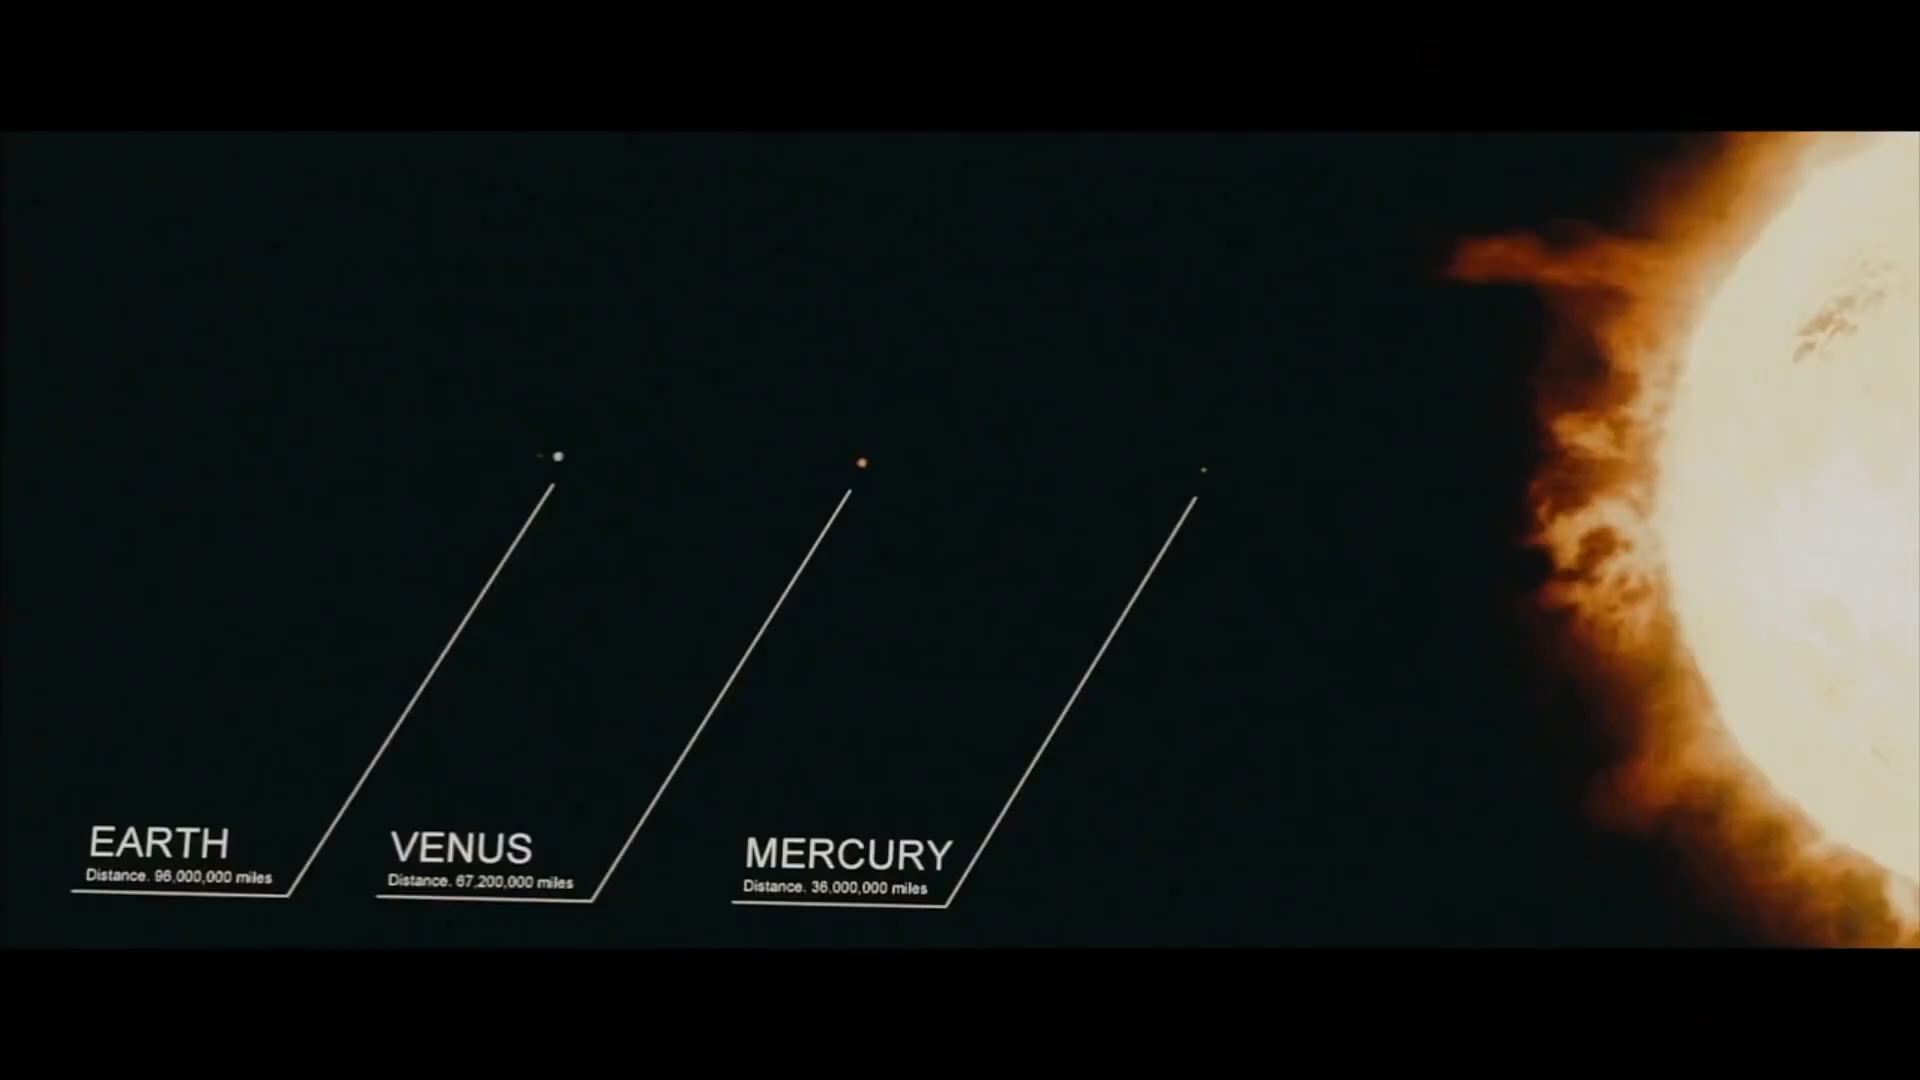 EARTH
Distance. 96,000,000 miles
VENUS
Distance. 67,200,000 miles
MERCURY
Distance. 36,000,000 miles